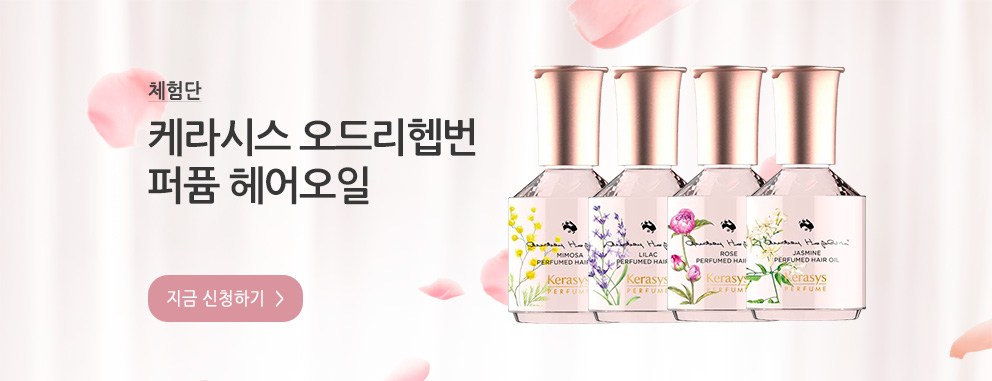 체험단
케라시스 오드리헵번
퍼퓸 헤어오일
지금 신청하기 >
MIMOSA
PERFUMED HAIR
Kerasys
PERFUME
LILAC
PERFUMED HAIR
Kerasys
PERFUME
ROSE
PERFUMED HAIR
Kerasys
PERFUME
Audrey Hepburn
JASMINE
PERFUMED HAIR OIL
Kerasys
PERFUME